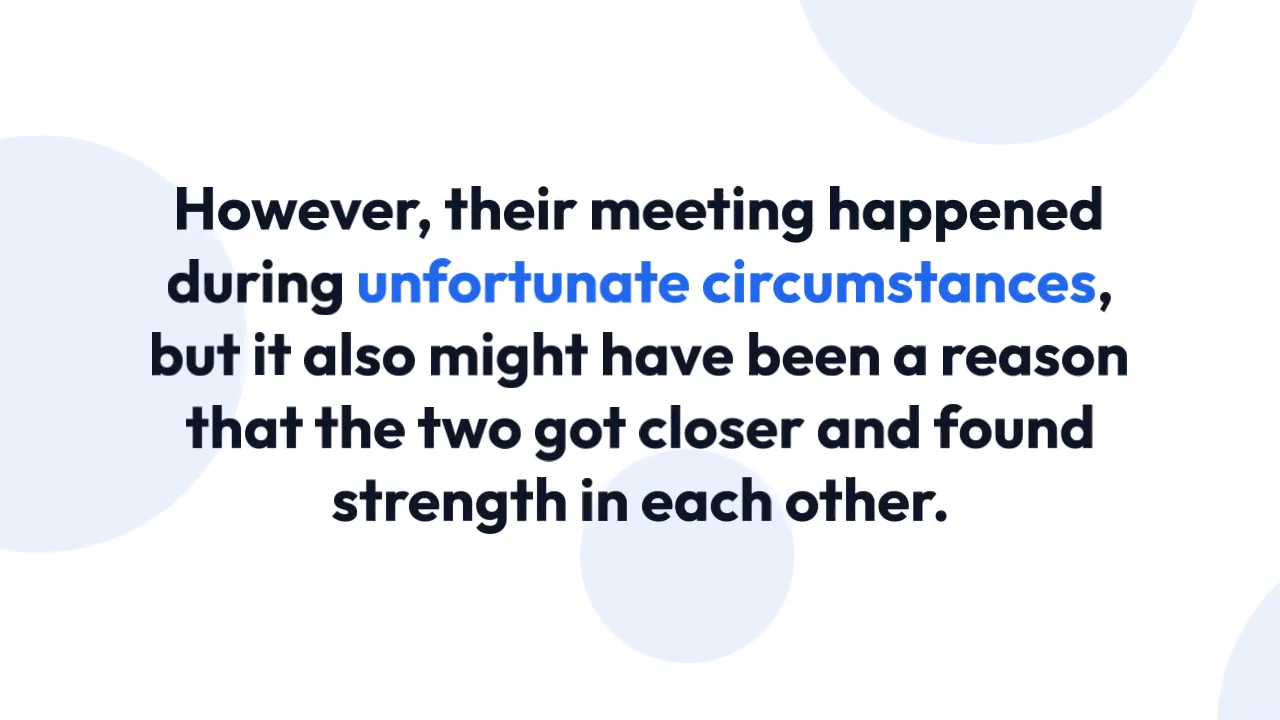 However, their meeting happened
during unfortunate circumstances,
but it also might have been a reason
that the two got closer and found
strength in each other.